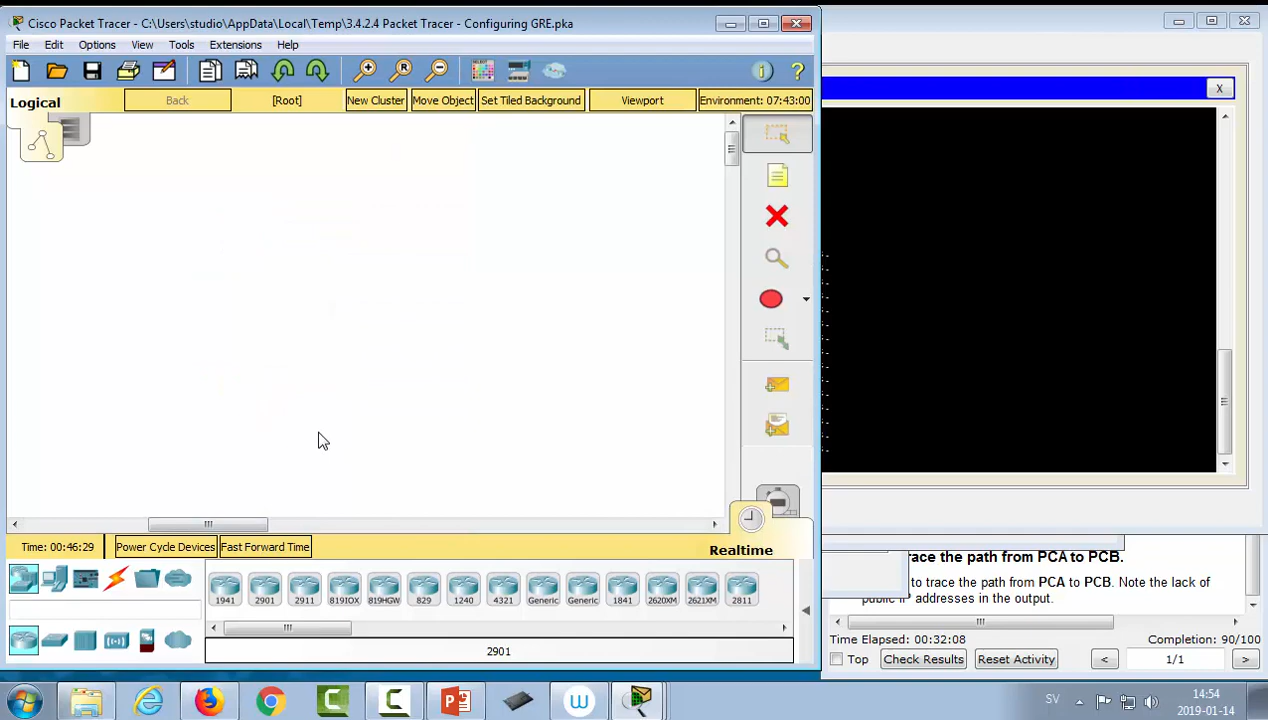 Cisco Packet Tracer - C:\Users\studio\AppData\Local\Temp\3.4.2.4 Packet Tracer - Configuring GRE.pka
File Edit Options View Tools Extensions Help
Logical Back [Root] New Cluster Move Object Set Tiled Background Viewport Environment: 07:43:00
X
Time: 00:46:29 Power Cycle Devices Fast Forward Time Realtime
1941 2901 2911 819IOX 819HGW 829 1240 4321 Generic Generic 1841 2620XM 2621XM 2811
2901
race the path from PCA to PCB.
to trace the path from PCA to PCB. Note the lack of
public IP addresses in the output.
Time Elapsed: 00:32:08 Completion: 90/100
Top Check Results Reset Activity < 1/1 >
SV 14:54
2019-01-14